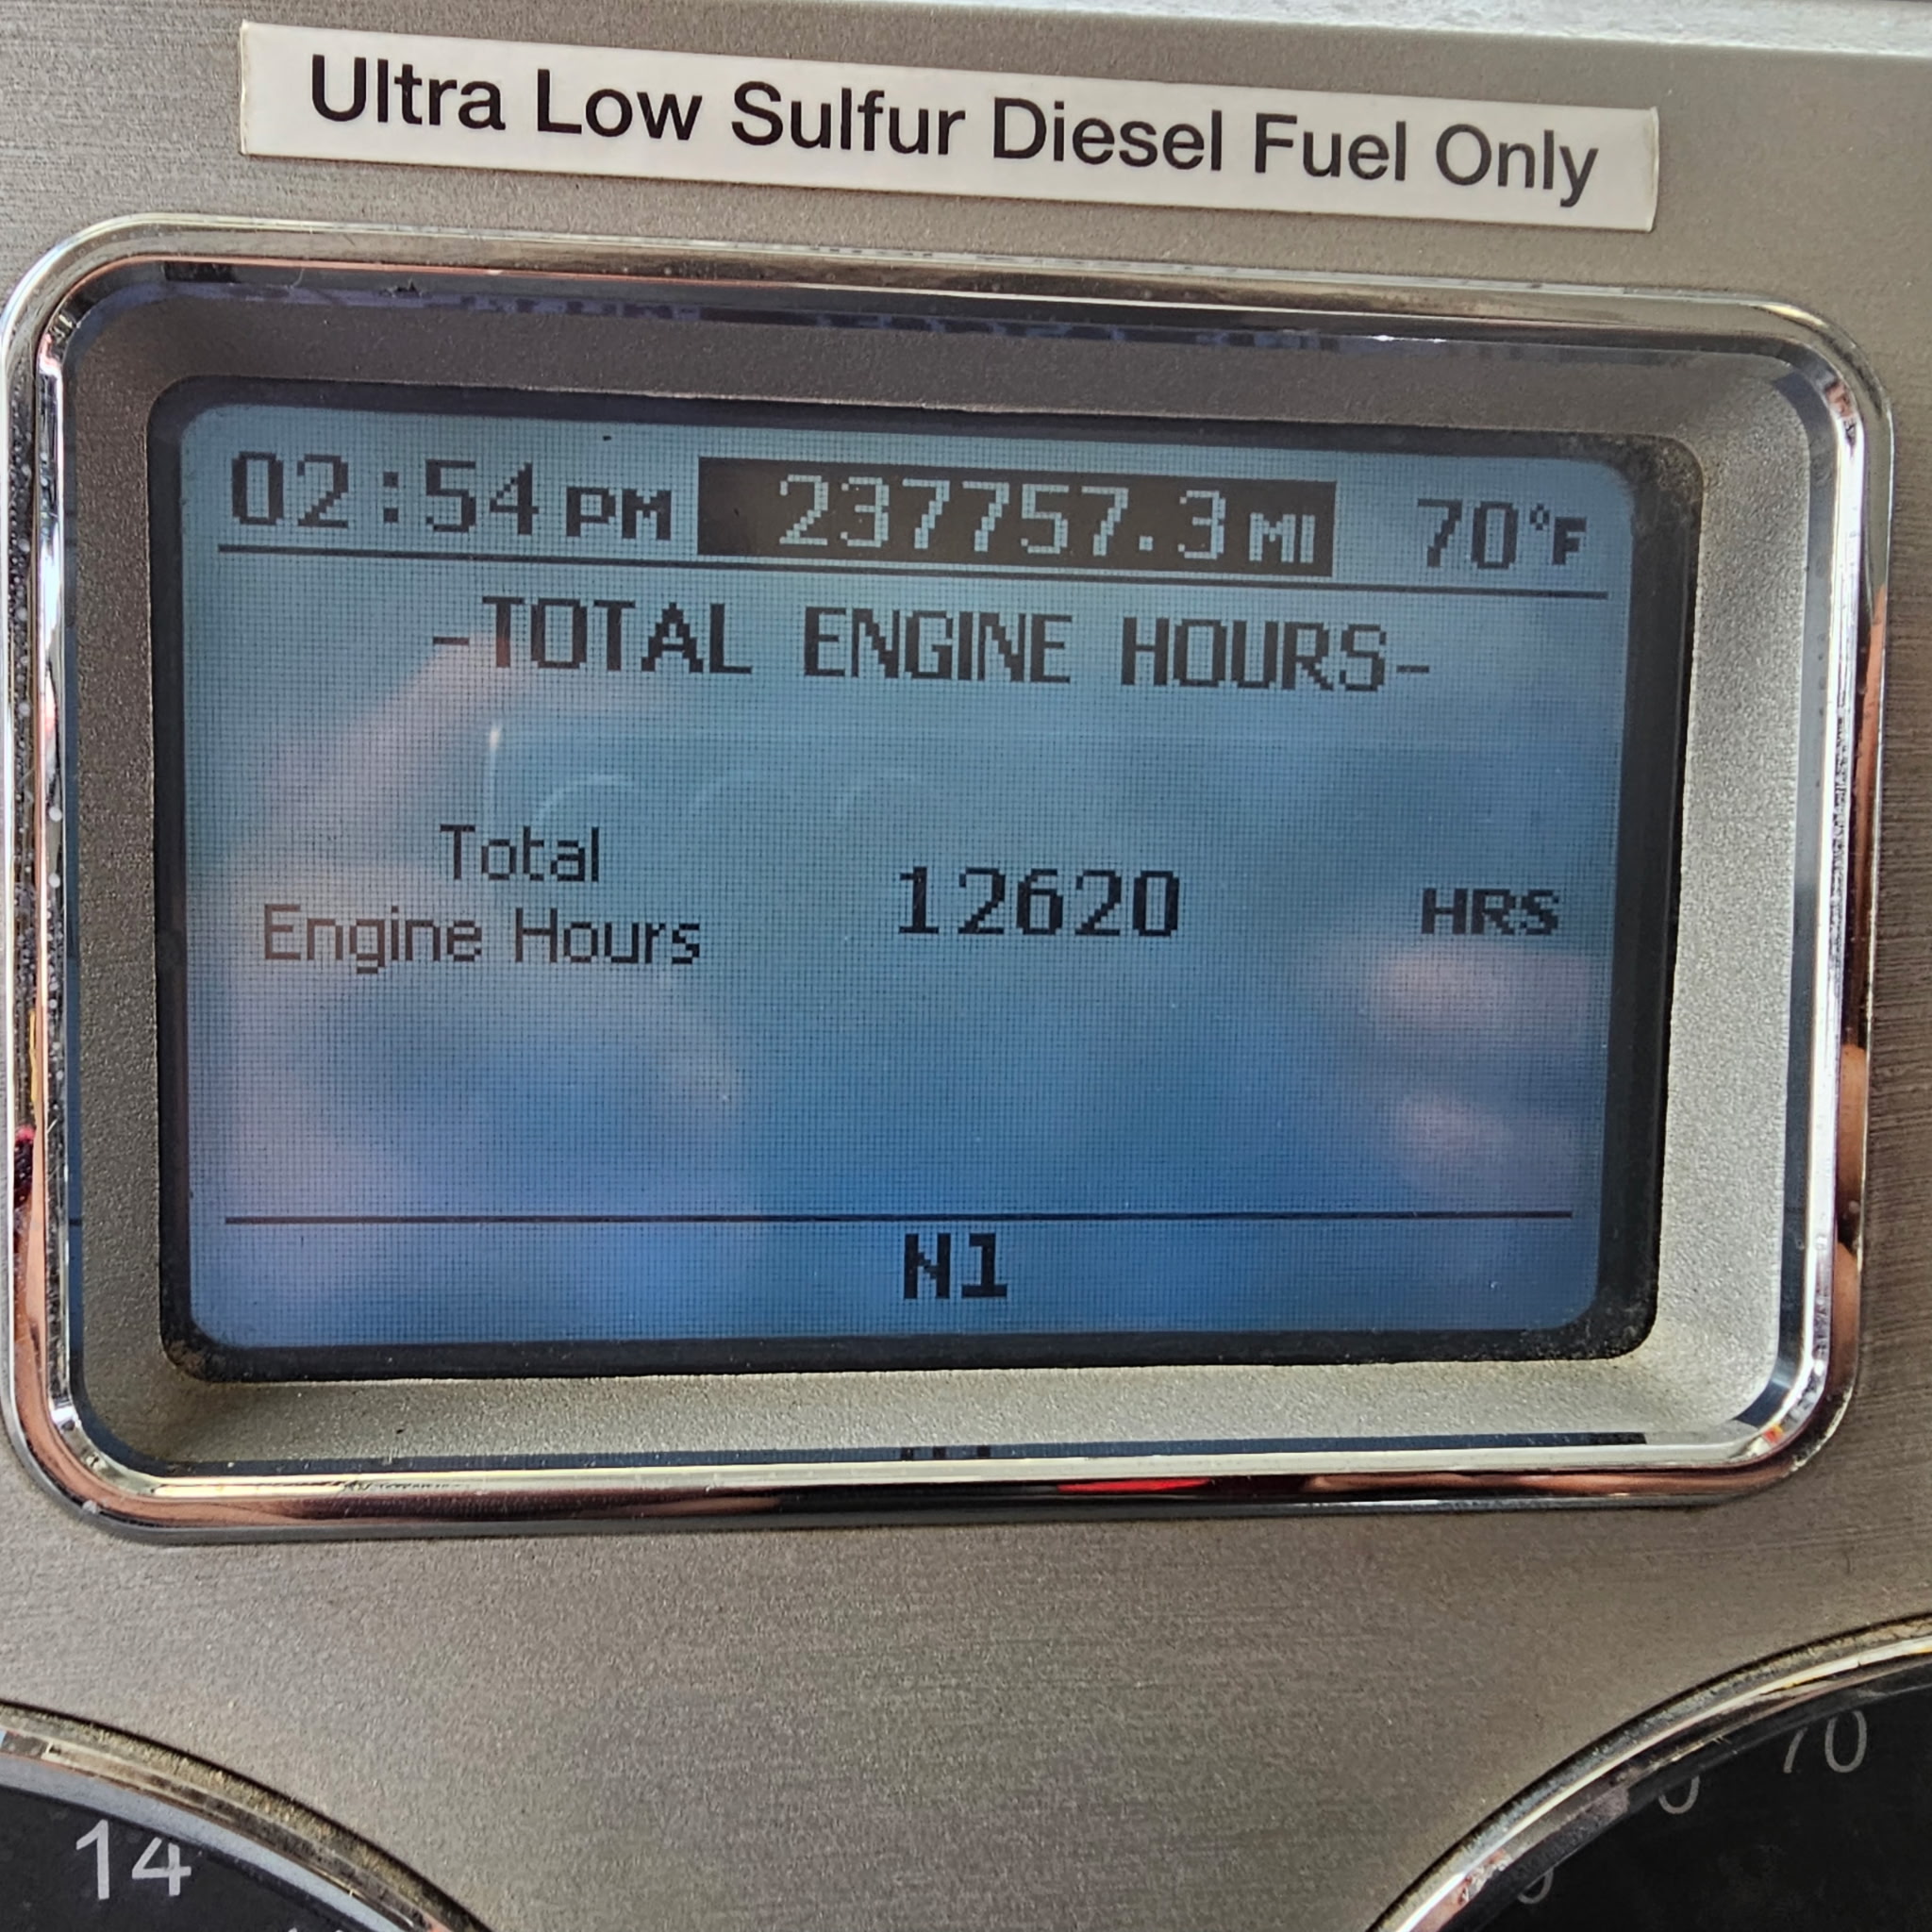 Ultra Low Sulfur Diesel Fuel Only
02:54 PM 237757.3 MI 70°F
-TOTAL ENGINE HOURS-
Total
Engine Hours 12620 HRS
N1
14
70